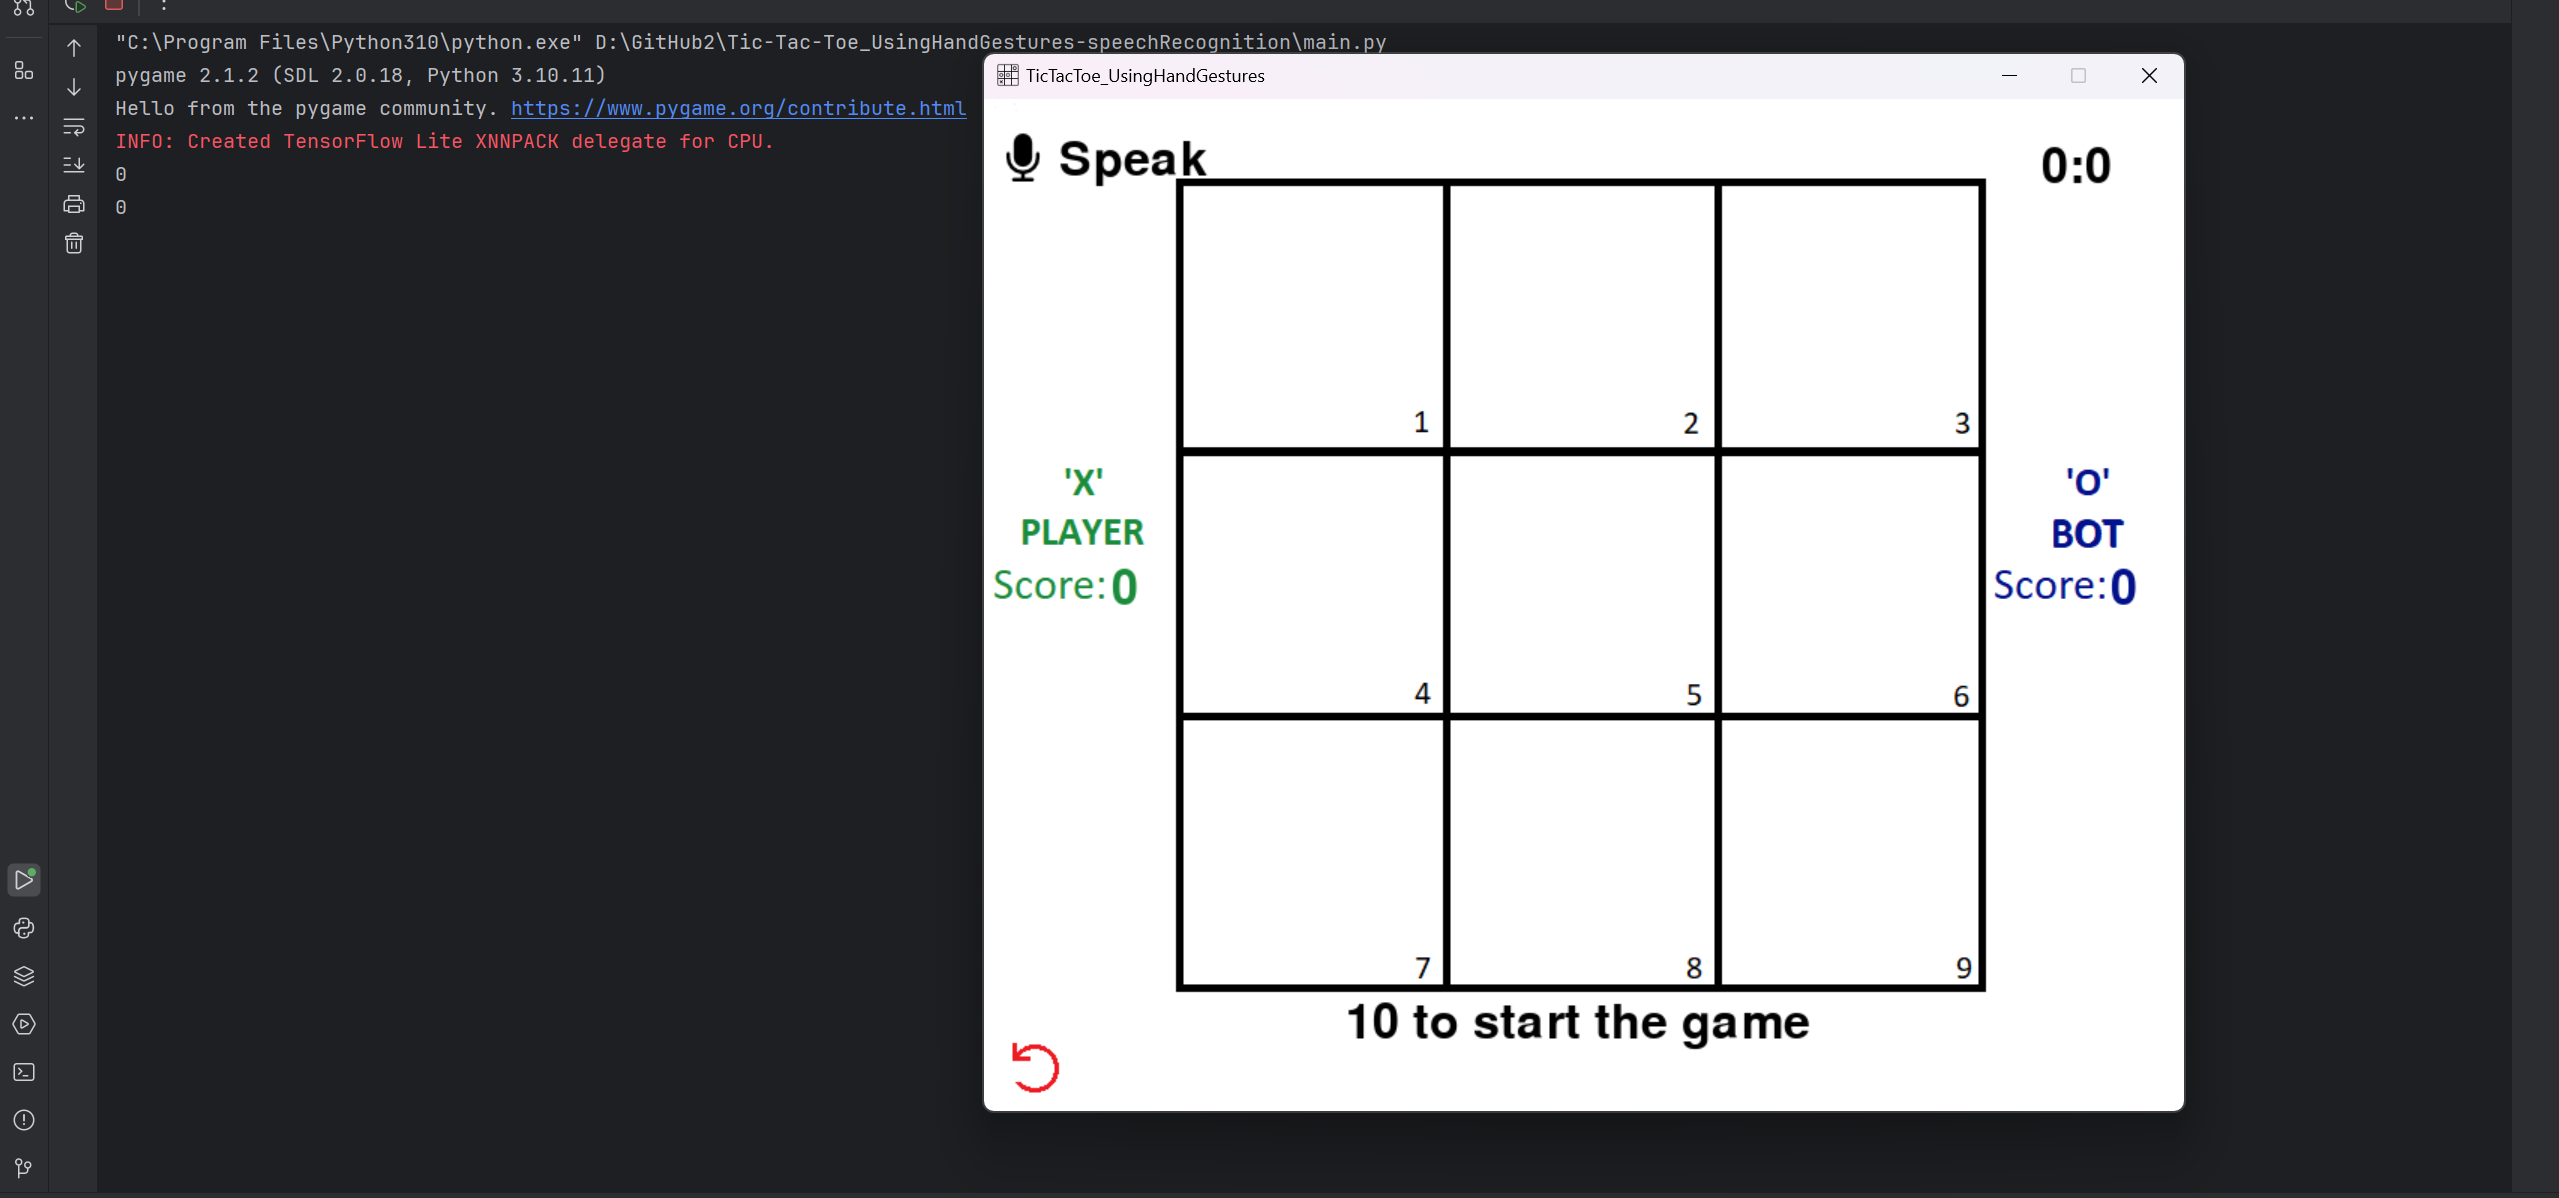 "C:\Program Files\Python310\python.exe" D:\GitHub2\Tic-Tac-Toe_UsingHandGestures-speechRecognition\main.py
pygame 2.1.2 (SDL 2.0.18, Python 3.10.11)
Hello from the pygame community. https://www.pygame.org/contribute.html
INFO: Created TensorFlow Lite XNNPACK delegate for CPU.
0
0
TicTacToe_UsingHandGestures
Speak
0:0
1
2
3
'X'
PLAYER
Score:0
'O'
BOT
Score:0
4
5
6
7
8
9
10 to start the game